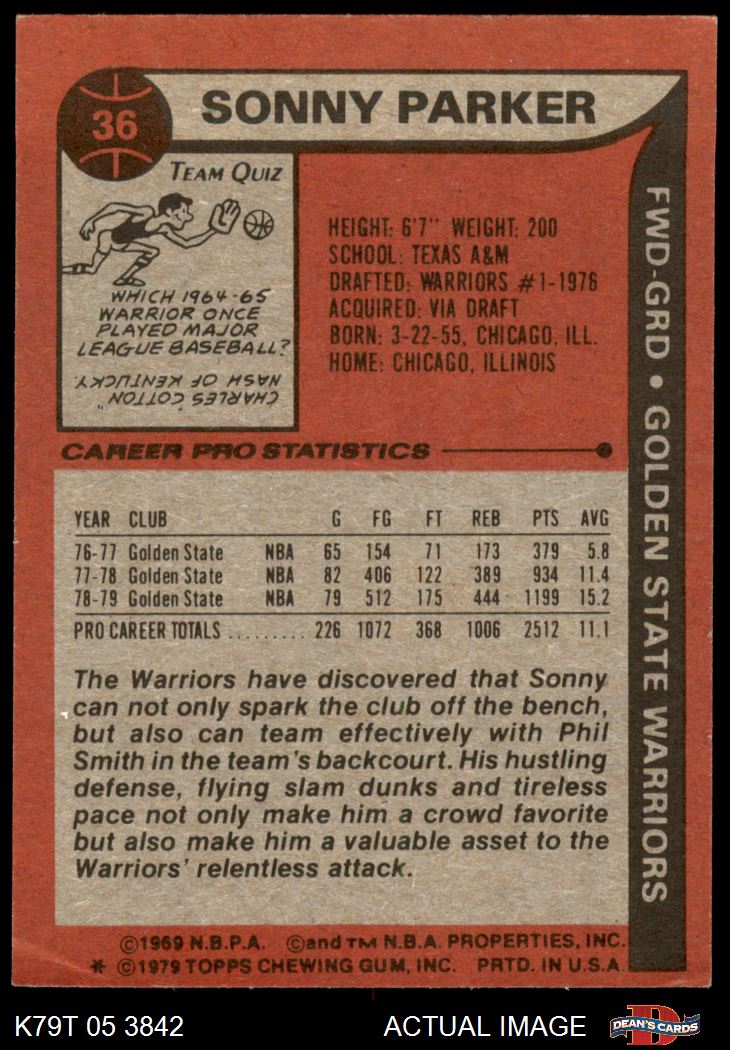 36
SONNY PARKER
TEAM QUIZ
WHICH 1964-65
WARRIOR ONCE
PLAYED MAJOR
LEAGUE BASEBALL?
CHARLES COTTON
NASH OF KENTUCKY.
HEIGHT: 6'7" WEIGHT: 200
SCHOOL: TEXAS A&M
DRAFTED: WARRIORS #1-1976
ACQUIRED: VIA DRAFT
BORN: 3-22-55, CHICAGO, ILL.
HOME: CHICAGO, ILLINOIS
FWD-GRD • GOLDEN STATE WARRIORS
CAREER PRO STATISTICS
YEAR CLUB G FG FT REB PTS AVG
76-77 Golden State NBA 65 154 71 173 379 5.8
77-78 Golden State NBA 82 406 122 389 934 11.4
78-79 Golden State NBA 79 512 175 444 1199 15.2
PRO CAREER TOTALS ......... 226 1072 368 1006 2512 11.1
The Warriors have discovered that Sonny
can not only spark the club off the bench,
but also can team effectively with Phil
Smith in the team's backcourt. His hustling
defense, flying slam dunks and tireless
pace not only make him a crowd favorite
but also make him a valuable asset to the
Warriors' relentless attack.
©1969 N.B.P.A. ©and TM N.B.A. PROPERTIES, INC.
* ©1979 TOPPS CHEWING GUM, INC. PRTD. IN U.S.A.
K79T 05 3842
ACTUAL IMAGE
DEAN'S CARDS